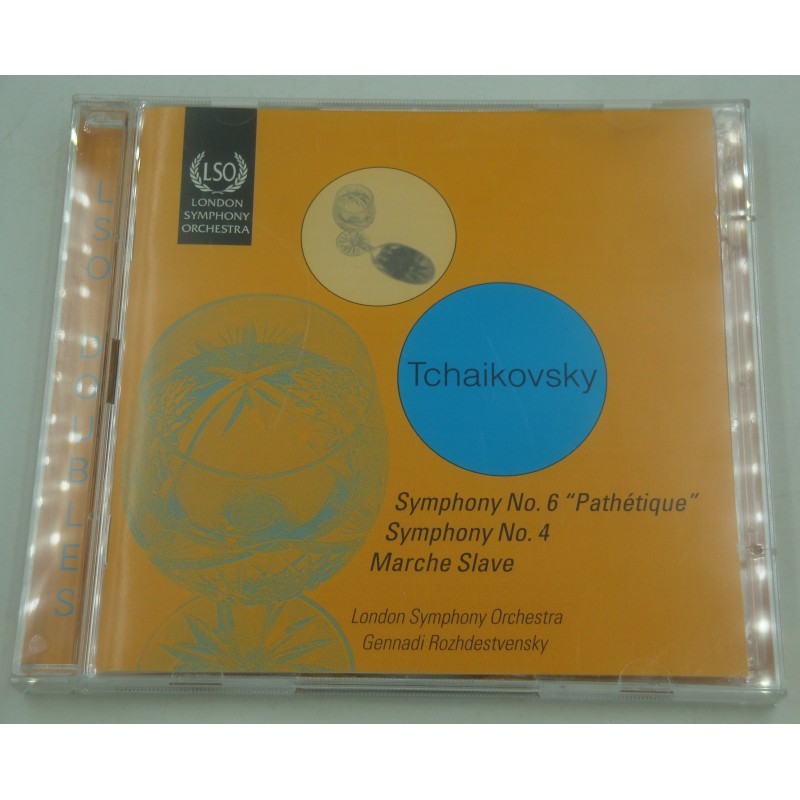 LSO DOUBLES
LSO
LONDON
SYMPHONY
ORCHESTRA
Tchaikovsky
Symphony No. 6 “Pathétique”
Symphony No. 4
Marche Slave
London Symphony Orchestra
Gennadi Rozhdestvensky